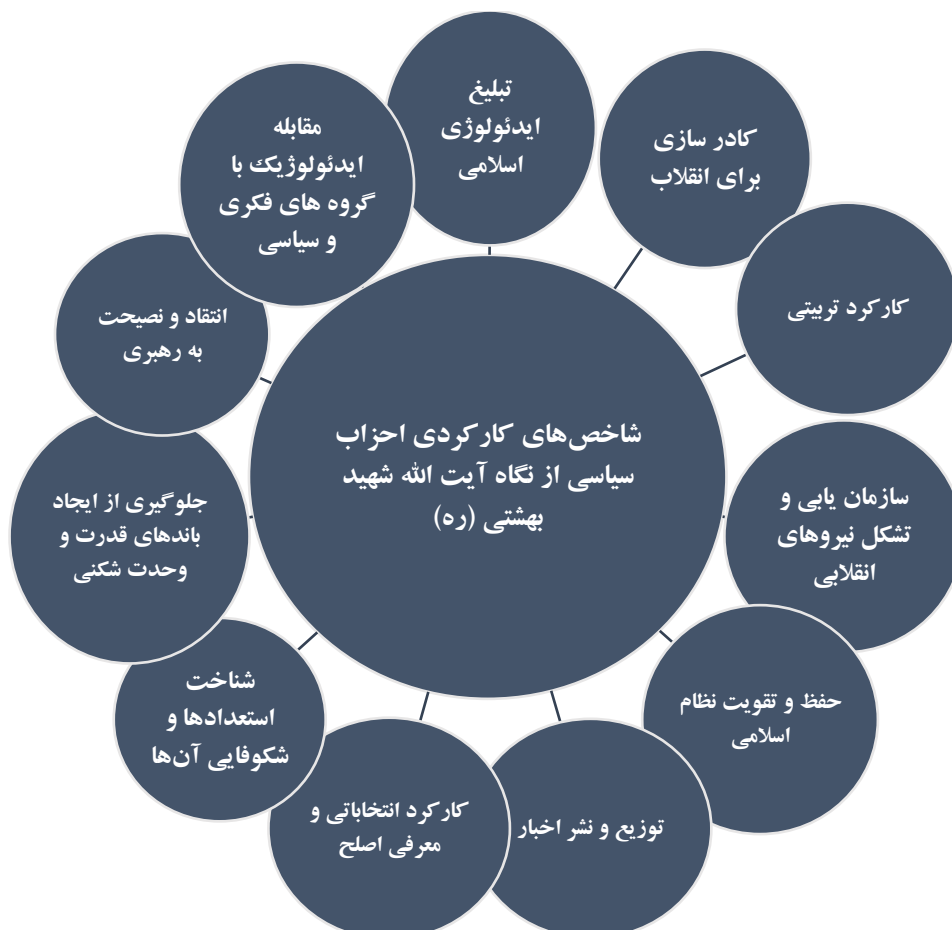 شاخص‌های کارکردی احزاب
سیاسی از نگاه آیت الله شهید
بهشتی (ره)
تبلیغ
ایدئولوژی
اسلامی
کادر سازی
برای انقلاب
کارکرد تربیتی
سازمان یابی و
تشکل نیروهای
انقلابی
حفظ و تقویت نظام
اسلامی
توزیع و نشر اخبار
کارکرد انتخاباتی و
معرفی اصلح
شناخت
استعدادها و
شکوفایی آن‌ها
جلوگیری از ایجاد
باندهای قدرت و
وحدت شکنی
انتقاد و نصیحت
به رهبری
مقابله
ایدئولوژیک با
گروه های فکری
و سیاسی